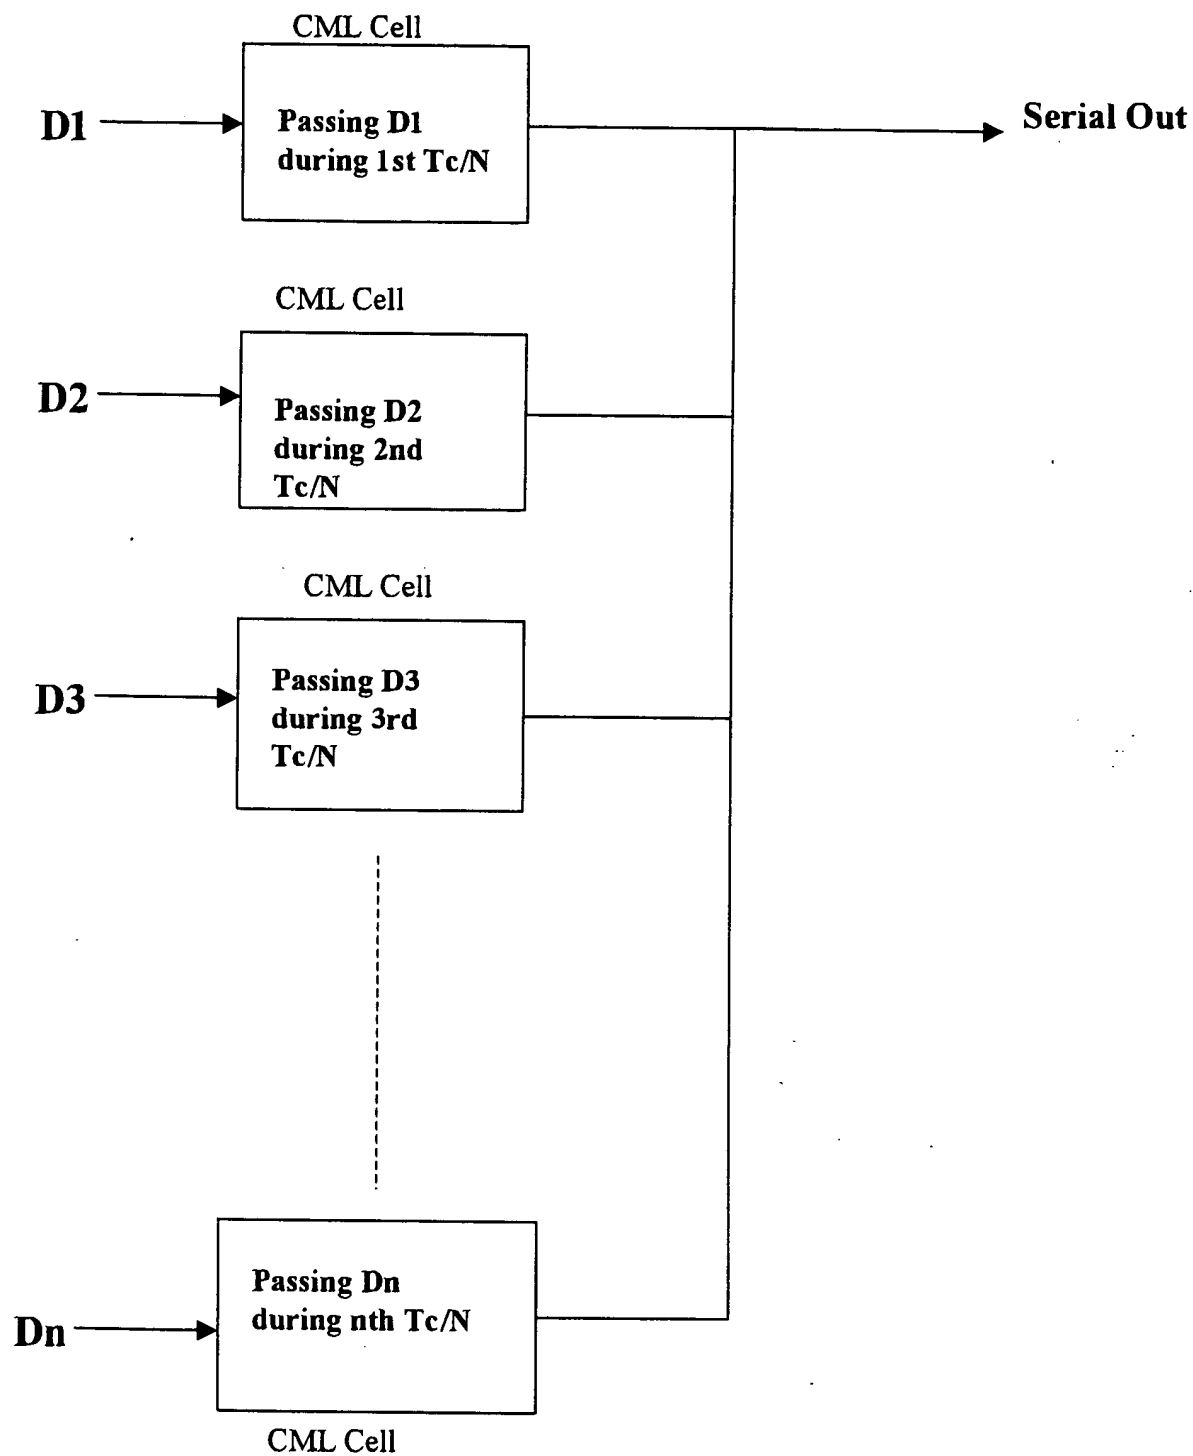 CML Cell
D1
Passing D1
during 1st Tc/N
Serial Out
CML Cell
D2
Passing D2
during 2nd
Tc/N
CML Cell
D3
Passing D3
during 3rd
Tc/N
Dn
Passing Dn
during nth Tc/N
CML Cell